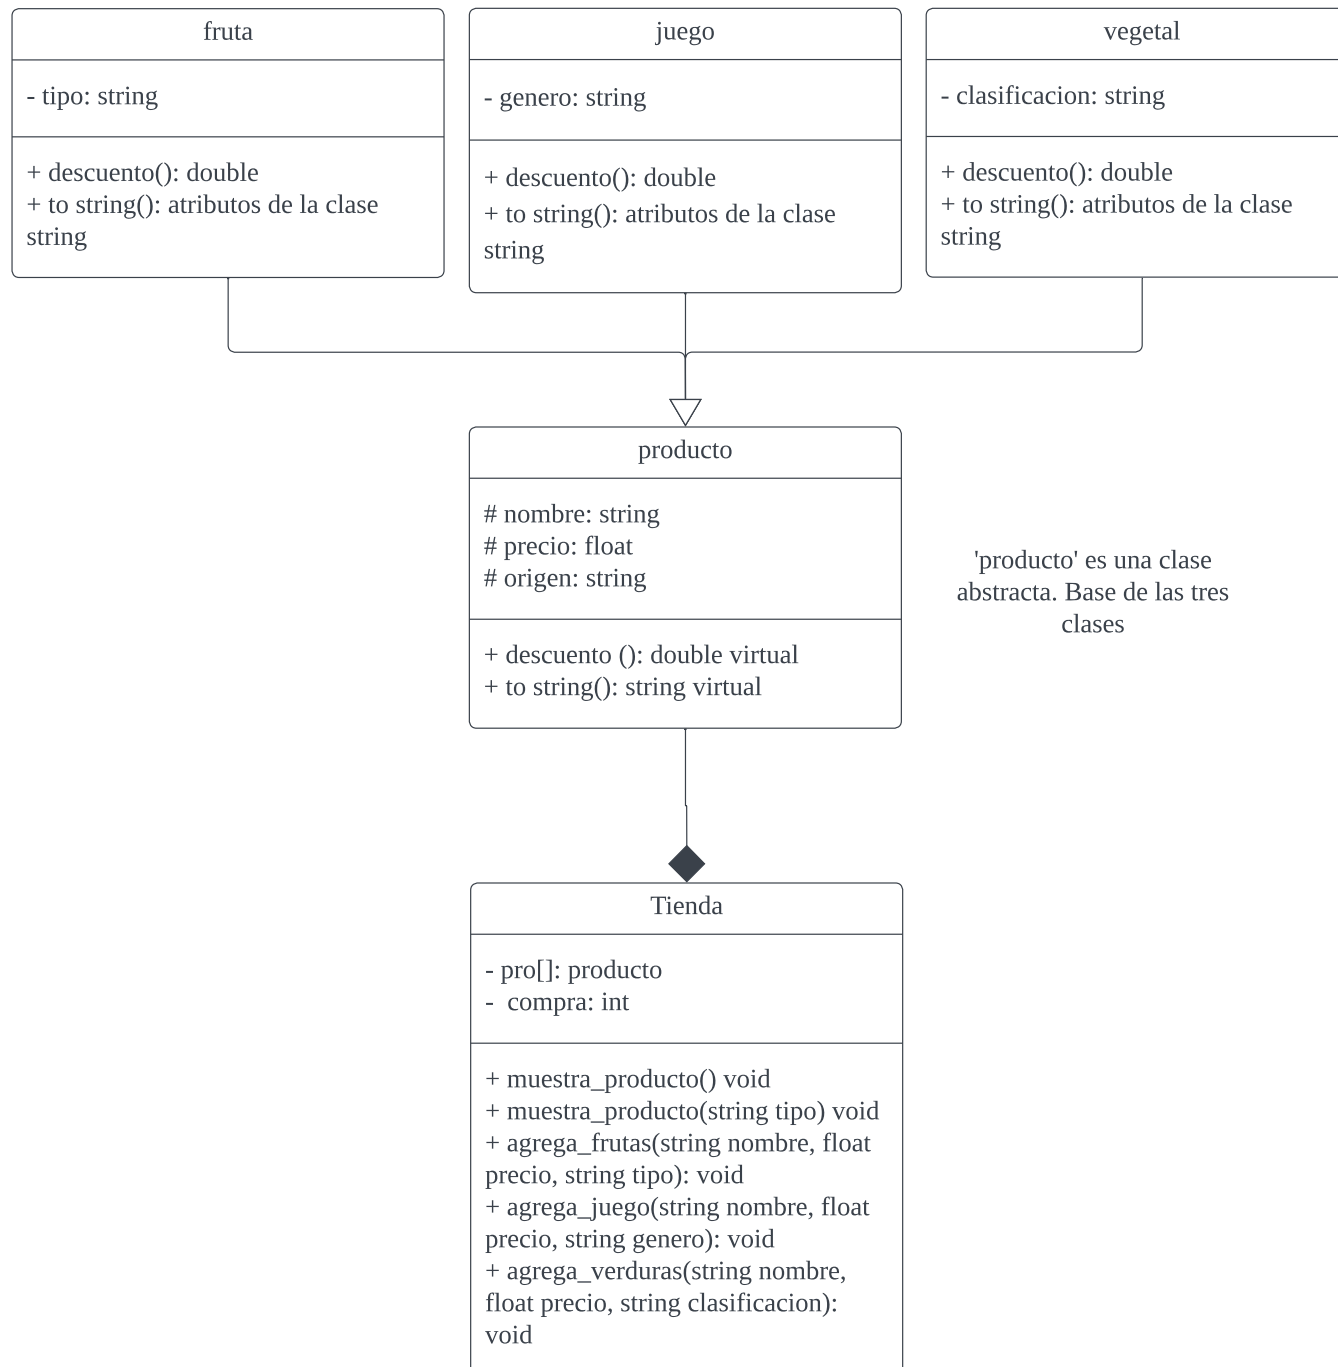 fruta
- tipo: string
+ descuento(): double
+ to string(): atributos de la clase
string
juego
- genero: string
+ descuento(): double
+ to string(): atributos de la clase
string
vegetal
- clasificacion: string
+ descuento(): double
+ to string(): atributos de la clase
string
producto
# nombre: string
# precio: float
# origen: string
+ descuento (): double virtual
+ to string(): string virtual
'producto' es una clase
abstracta. Base de las tres
clases
Tienda
- pro[]: producto
-  compra: int
+ muestra_producto() void
+ muestra_producto(string tipo) void
+ agrega_frutas(string nombre, float
precio, string tipo): void
+ agrega_juego(string nombre, float
precio, string genero): void
+ agrega_verduras(string nombre,
float precio, string clasificacion):
void